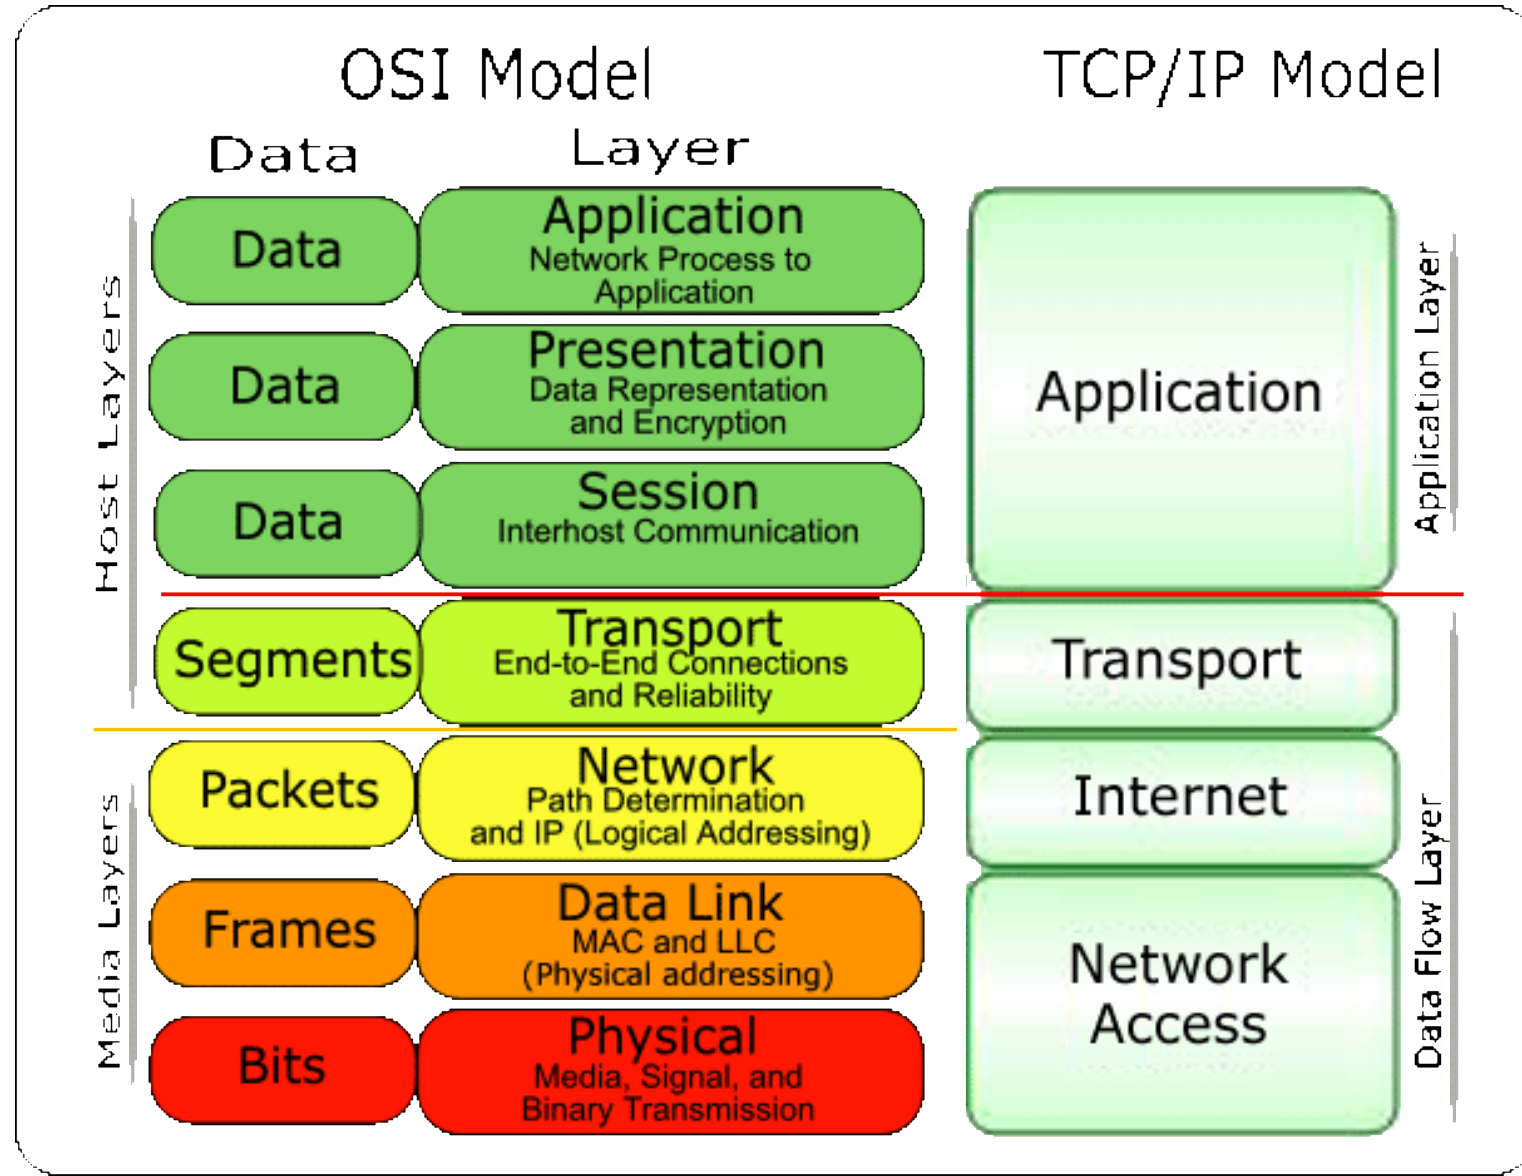 OSI Model
TCP/IP Model
Data
Layer
Host Layers
Data
Application
Network Process to
Application
Data
Presentation
Data Representation
and Encryption
Data
Session
Interhost Communication
Segments
Transport
End-to-End Connections
and Reliability
Media Layers
Packets
Network
Path Determination
and IP (Logical Addressing)
Frames
Data Link
MAC and LLC
(Physical addressing)
Bits
Physical
Media, Signal, and
Binary Transmission
Application
Transport
Internet
Network
Access
Application Layer
Data Flow Layer